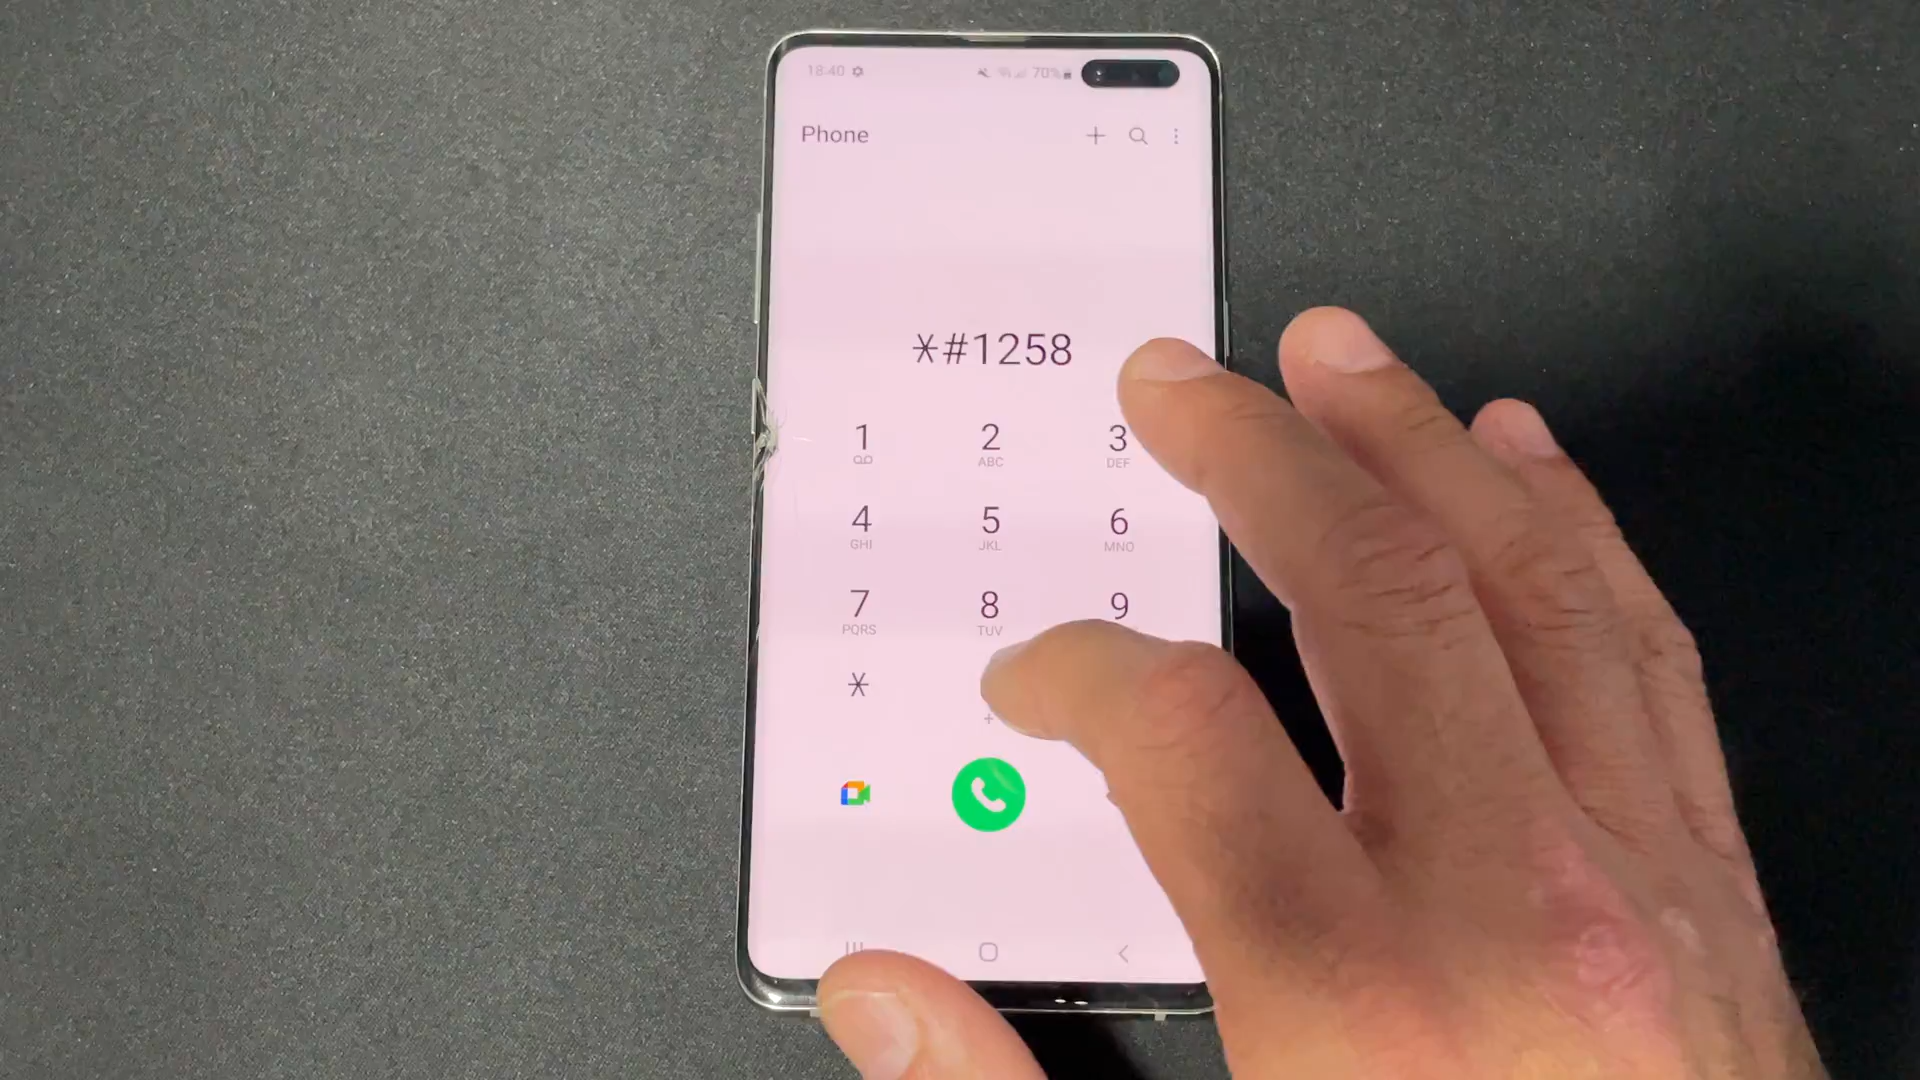 18:40 70%
Phone
*#1258
1 2 3
ABC DEF
4 5 6
GHI JKL MNO
7 8 9
PQRS TUV
*
+